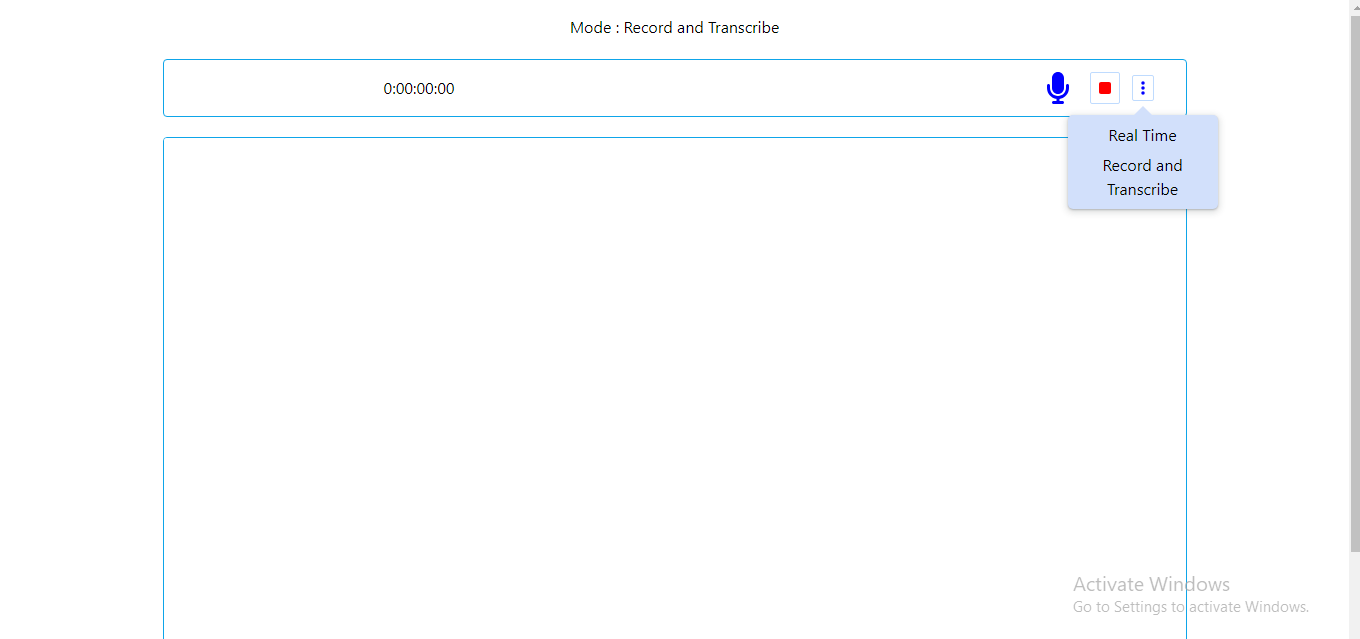 Mode : Record and Transcribe
0:00:00:00
Real Time
Record and
Transcribe
Activate Windows
Go to Settings to activate Windows.